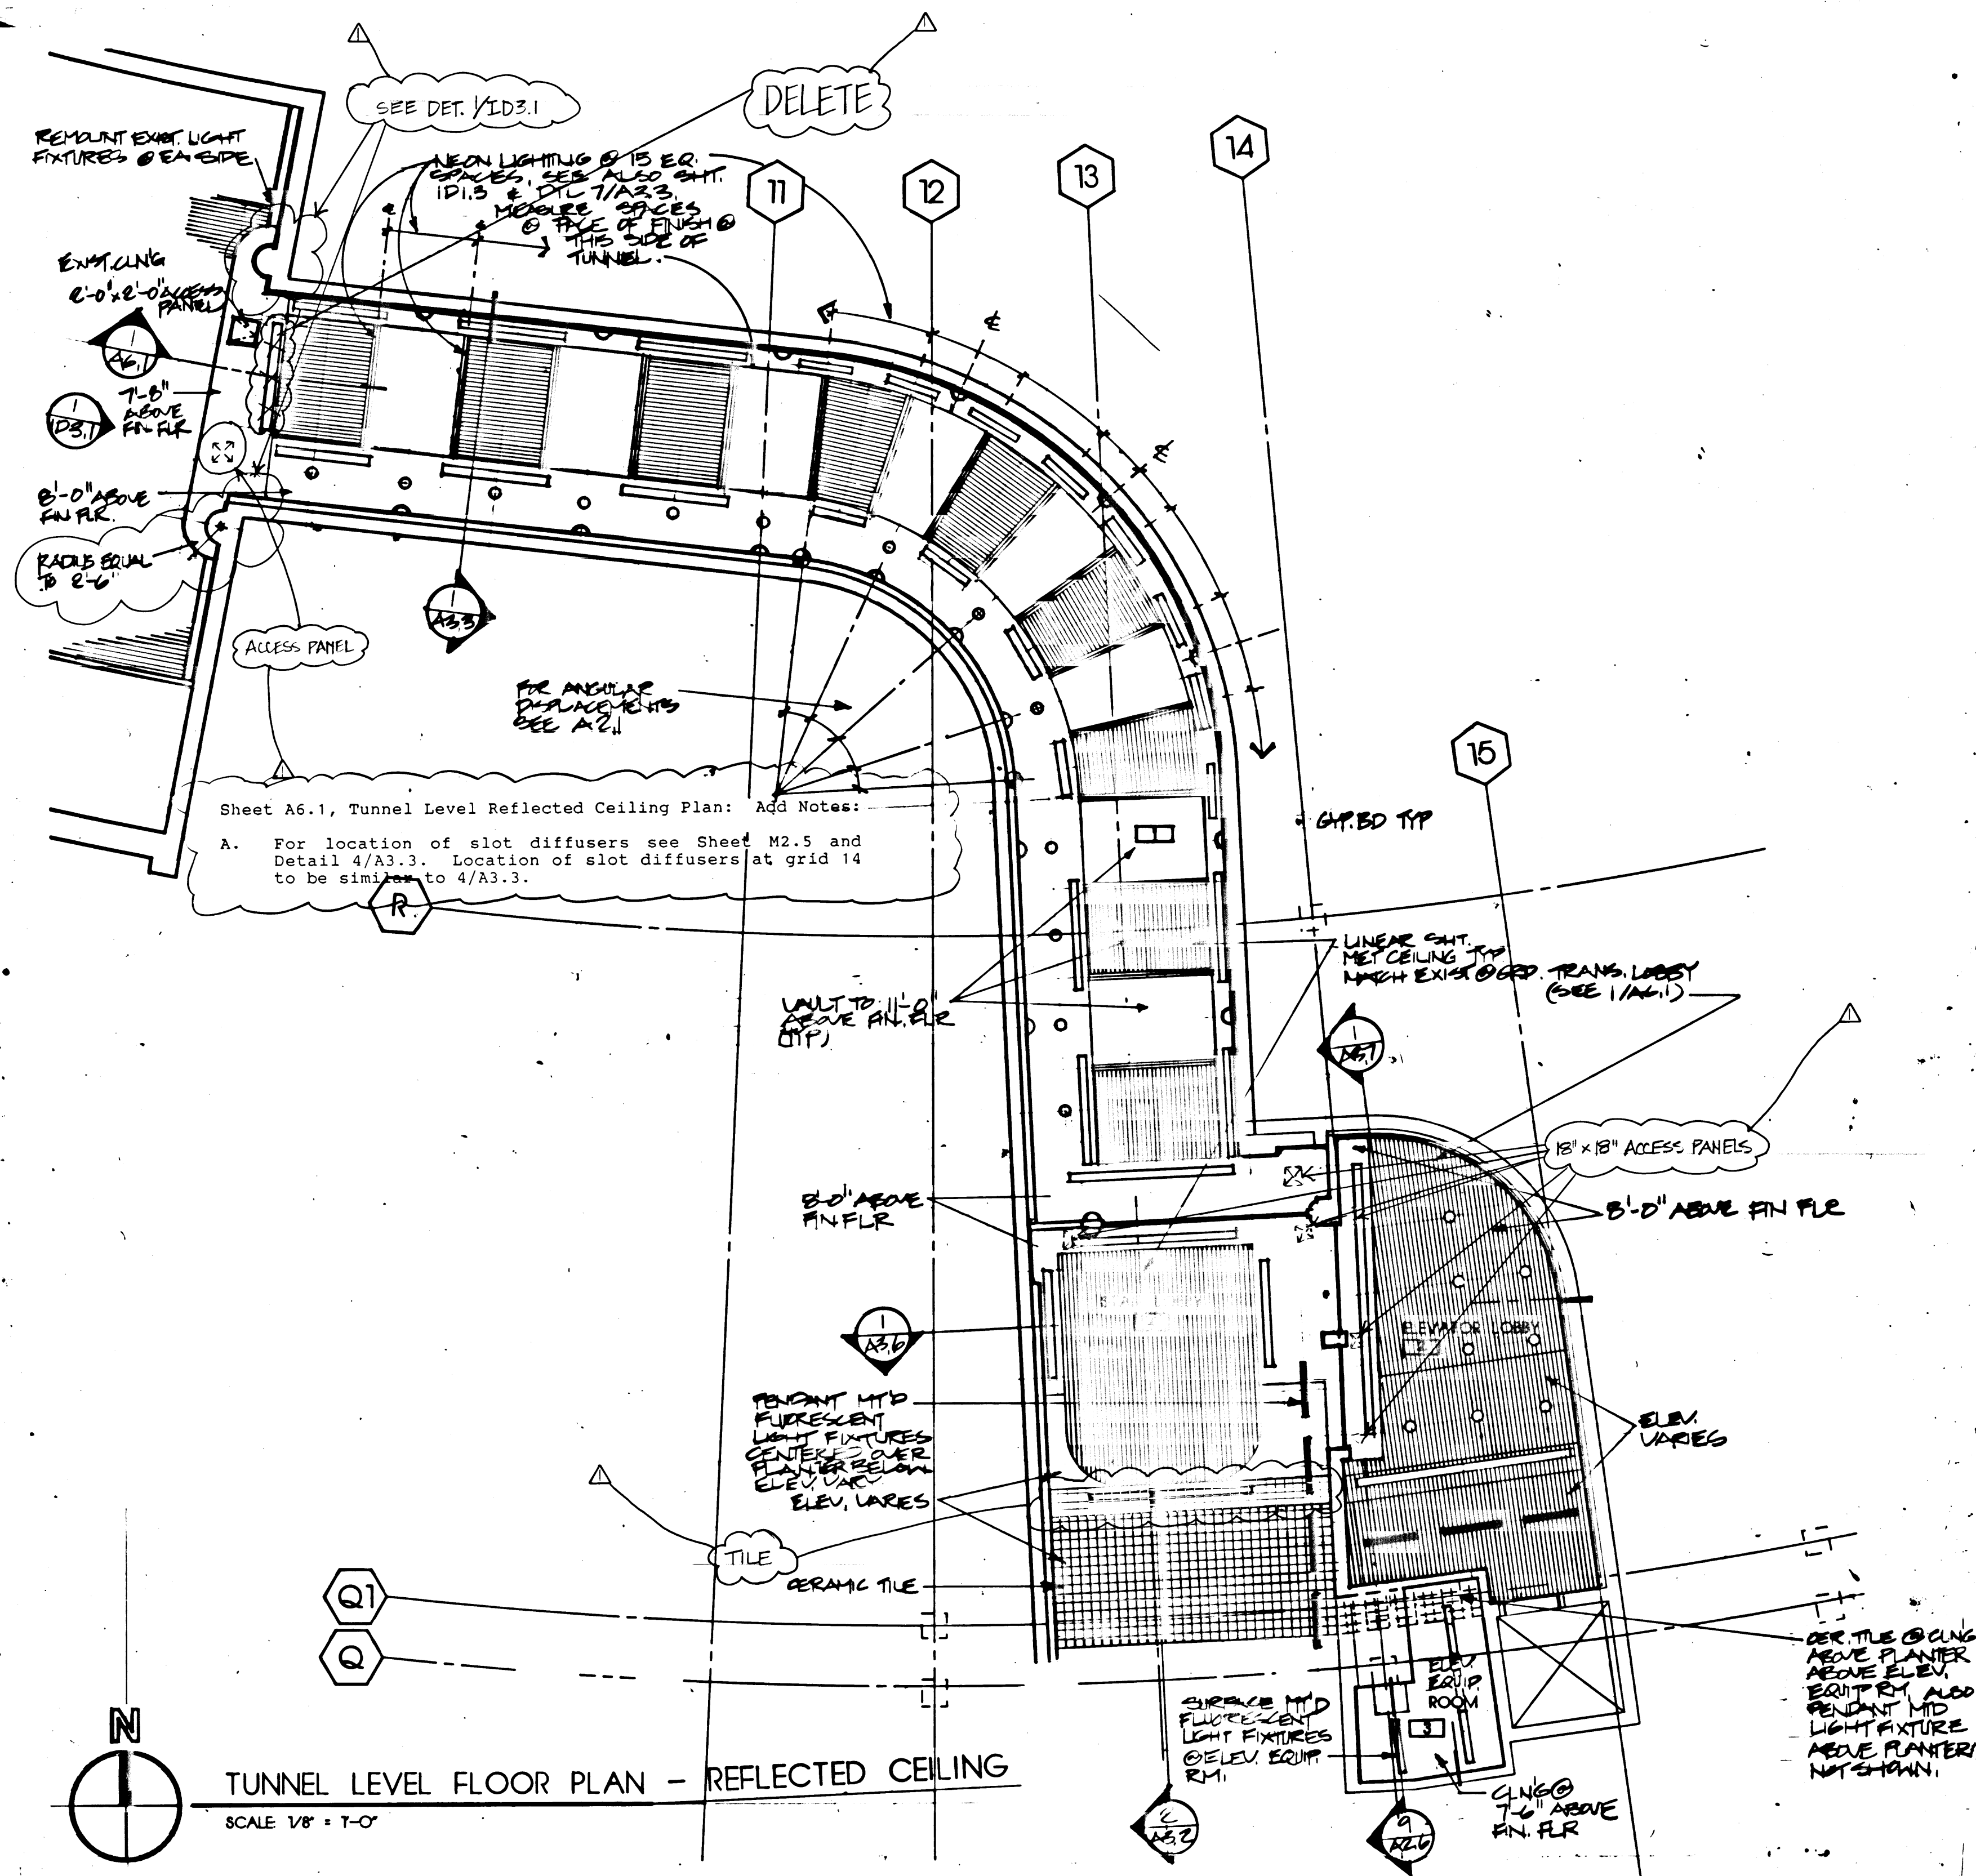 SEE DET. 1/ID3.1
DELETE
REMOUNT EXIST. LIGHT
FIXTURES @ EA SIDE
NEON LIGHTING @ 15 EQ.
SPACES, SEE ALSO SHT.
ID1.3 & DTL 7/A3.3.
MEASURE SPACES
@ FACE OF FINISH @
THIS SIDE OF
TUNNEL.
11
12
13
14
EXIST. CLN'G
2'-0" x 2'-0" ACCESS
PANEL
1
A6.1
1
ID3.1
7'-8"
ABOVE
FIN FLR
8'-0" ABOVE
FIN FLR.
RADIUS EQUAL
TO 2'-6"
ACCESS PANEL
1
A3.3
FOR ANGULAR
DISPLACEMENTS
SEE A2.1
15
Sheet A6.1, Tunnel Level Reflected Ceiling Plan: Add Notes:
A. For location of slot diffusers see Sheet M2.5 and
Detail 4/A3.3. Location of slot diffusers at grid 14
to be similar to 4/A3.3.
GYP. BD TYP
R
LINEAR SHT.
MET CEILING TYP
MATCH EXIST @ GRD. TRANS. LOBBY
(SEE 1/A6.1)
VAULT TO 11'-0"
ABOVE FIN. FLR
(TYP.)
1
18" x 18" ACCESS PANELS
8'-0" ABOVE
FIN FLR
8'-0" ABOVE FIN FLR
1
A3.6
ELEVATOR LOBBY
PENDANT MT'D
FLUORESCENT
LIGHT FIXTURES
CENTERED OVER
PLANTER BELOW
ELEV. VARY
ELEV. VARIES
ELEV.
VARIES
TILE
CERAMIC TILE
Q1
Q
CER. TILE @ CLNG
ABOVE PLANTER
ABOVE ELEV.
EQUIP RM, ALSO
PENDANT MTD
LIGHT FIXTURE
ABOVE PLANTER
NOT SHOWN.
ELEV.
EQUIP.
ROOM
3
SURFACE MT'D
FLUORESCENT
LIGHT FIXTURES
@ ELEV. EQUIP.
RM.
CLNG @
7'-6" ABOVE
FIN. FLR
2
A3.2
9
A2.6
N
TUNNEL LEVEL FLOOR PLAN - REFLECTED CEILING
SCALE 1/8" = 1'-0"